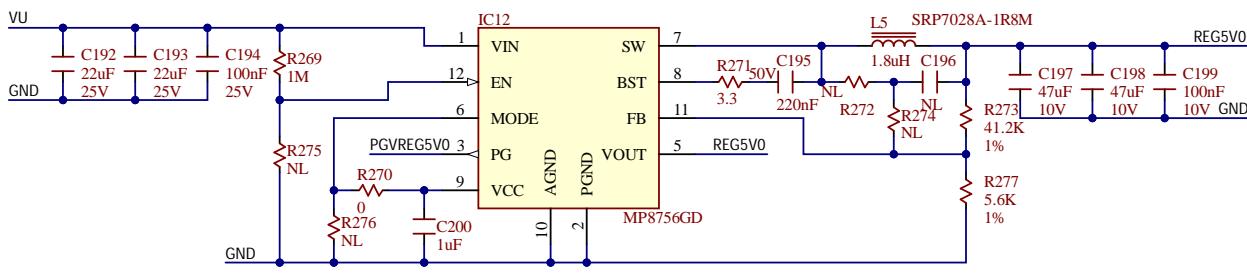 VU
C192
22uF
25V
C193
22uF
25V
C194
100nF
25V
GND
R269
1M
R275
NL
IC12
1
VIN
12
EN
6
MODE
3
PG
9
VCC
SW
7
BST
8
FB
11
VOUT
5
AGND
10
PGND
2
MP8756GD
PGVREG5V0
R270
0
R276
NL
C200
1uF
GND
R271
3.3
50V
C195
220nF
L5
SRP7028A-1R8M
1.8uH
NL
R272
C196
NL
R274
NL
REG5V0
R273
41.2K
1%
R277
5.6K
1%
C197
47uF
10V
C198
47uF
10V
C199
100nF
10V
REG5V0
GND